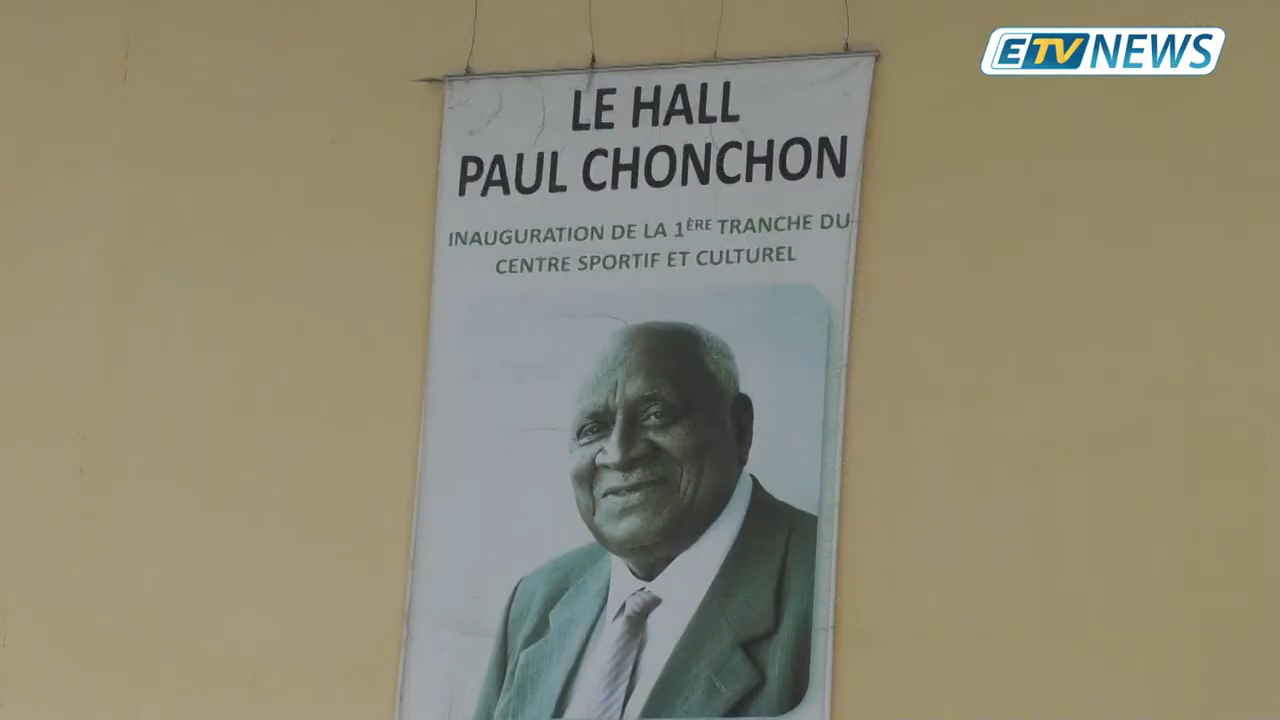 ETV NEWS
LE HALL
PAUL CHONCHON
INAUGURATION DE LA 1ÈRE TRANCHE DU
CENTRE SPORTIF ET CULTUREL